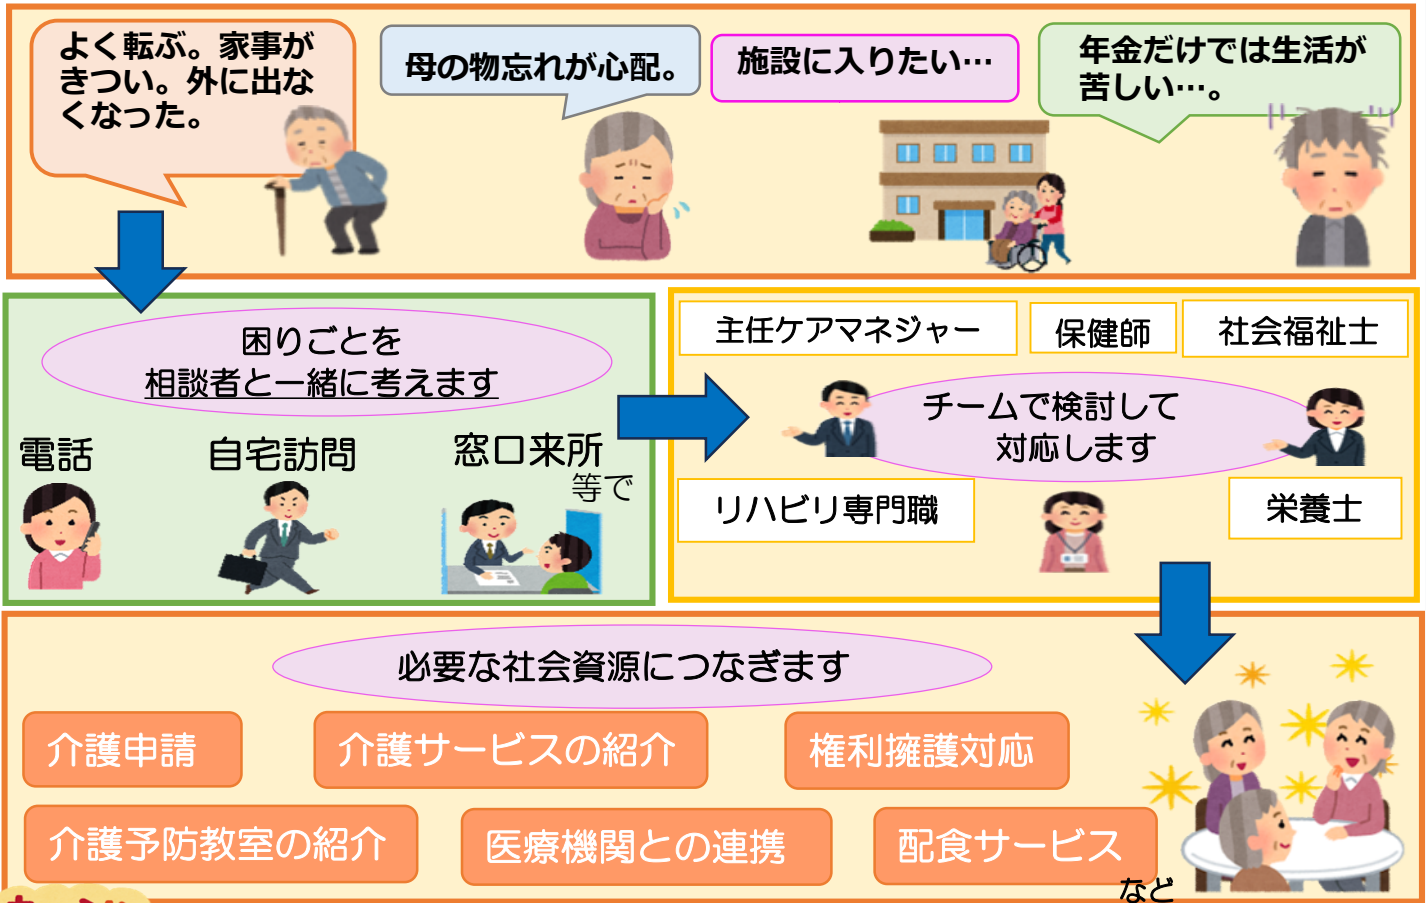 よく転ぶ。家事が
きつい。外に出な
くなった。
母の物忘れが心配。
施設に入りたい…
年金だけでは生活が
苦しい…。
困りごとを
相談者と一緒に考えます
電話
自宅訪問
窓口来所
等で
主任ケアマネジャー
保健師
社会福祉士
チームで検討して
対応します
リハビリ専門職
栄養士
必要な社会資源につなぎます
介護申請
介護サービスの紹介
権利擁護対応
介護予防教室の紹介
医療機関との連携
配食サービス
など